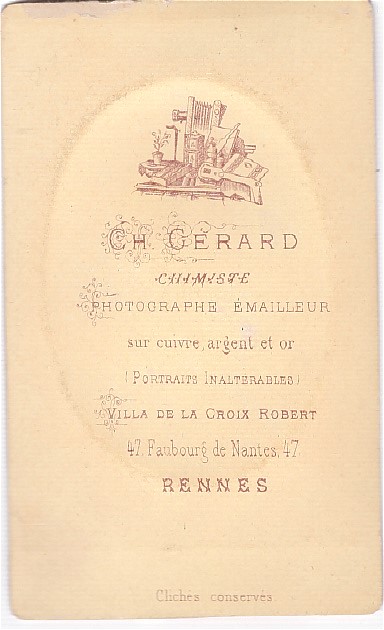 CH. GÉRARD
CHIMISTE
PHOTOGRAPHE ÉMAILLEUR
sur cuivre, argent et or
(PORTRAITS INALTÉRABLES)
VILLA DE LA CROIX ROBERT
47, Faubourg de Nantes, 47
RENNES
Clichés conservés.